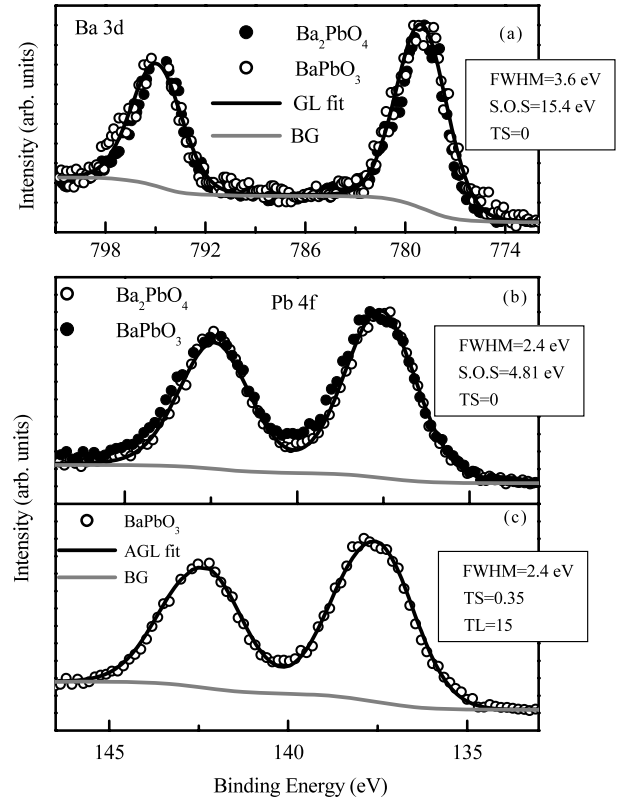 Ba 3d
Ba₂PbO₄
(a)
BaPbO₃
GL fit
BG
FWHM=3.6 eV
S.O.S=15.4 eV
TS=0
Intensity (arb. units)
798 792 786 780 774
Ba₂PbO₄
Pb 4f
(b)
BaPbO₃
FWHM=2.4 eV
S.O.S=4.81 eV
TS=0
Intensity (arb. units)
BaPbO₃
(c)
AGL fit
BG
FWHM=2.4 eV
TS=0.35
TL=15
145 140 135
Binding Energy (eV)